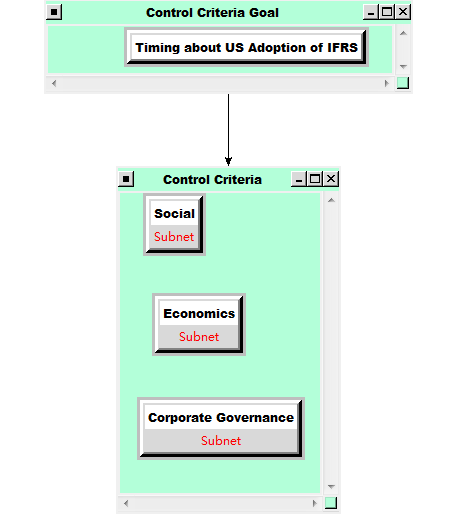 Control Criteria Goal
Timing about US Adoption of IFRS
Control Criteria
Social
Subnet
Economics
Subnet
Corporate Governance
Subnet